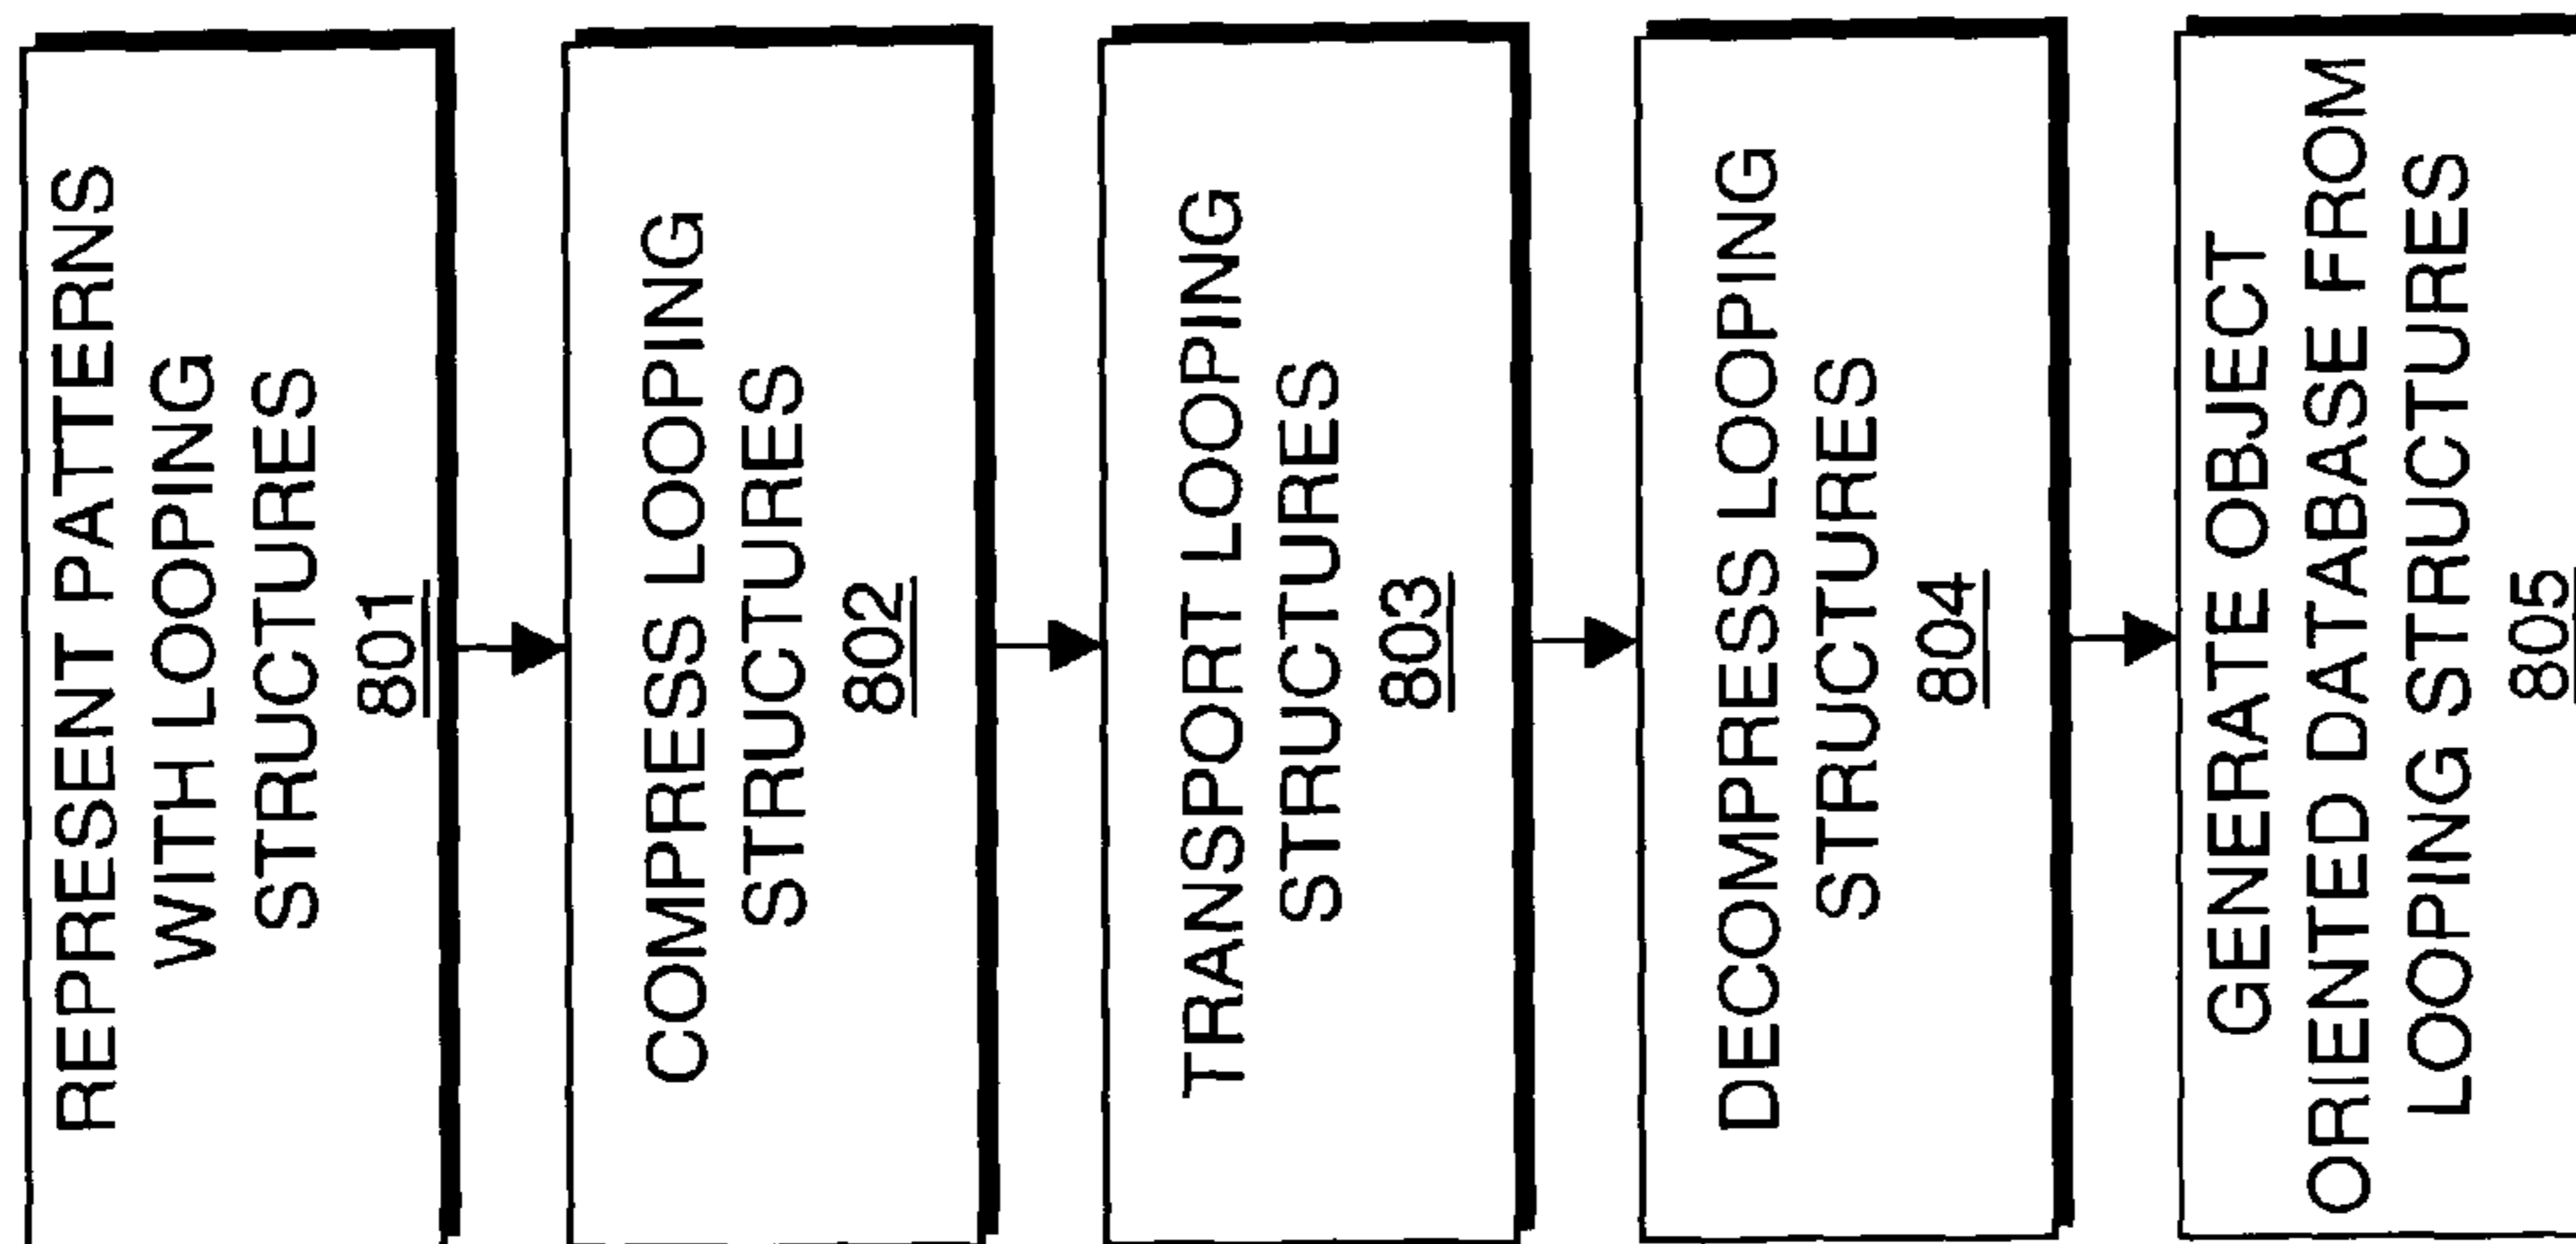 REPRESENT PATTERNS
WITH LOOPING
STRUCTURES
801
COMPRESS LOOPING
STRUCTURES
802
TRANSPORT LOOPING
STRUCTURES
803
DECOMPRESS LOOPING
STRUCTURES
804
GENERATE OBJECT
ORIENTED DATABASE FROM
LOOPING STRUCTURES
805